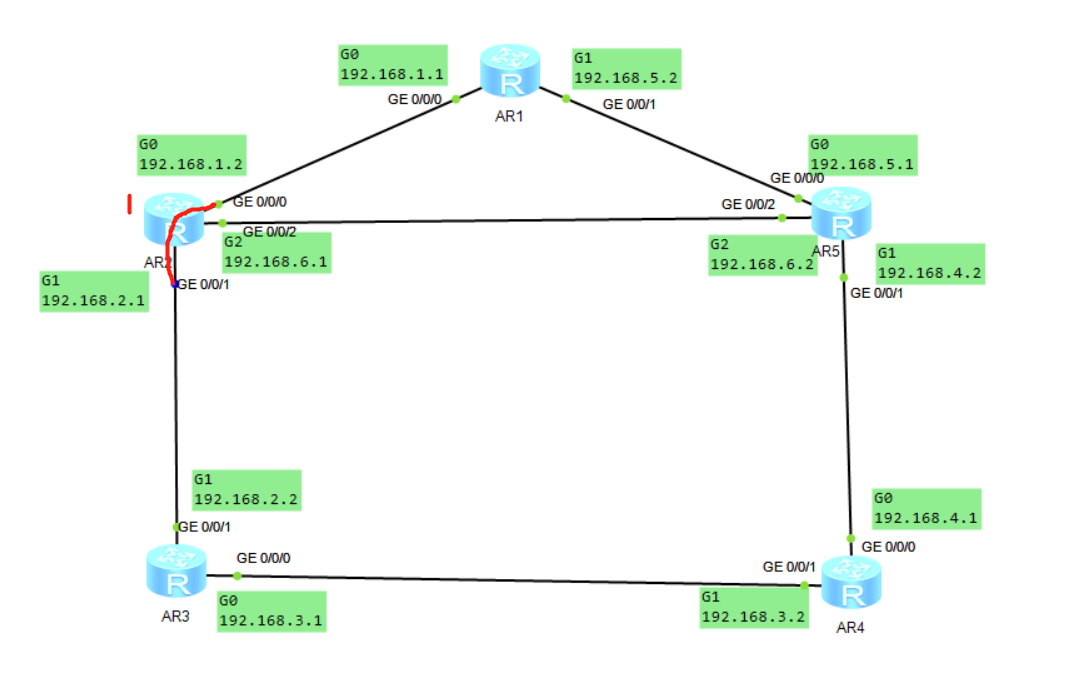 G0
192.168.1.1
GE 0/0/0
G1
192.168.5.2
GE 0/0/1
AR1
G0
192.168.1.2
GE 0/0/0
G0
192.168.5.1
GE 0/0/0
GE 0/0/2
G2
192.168.6.1
AR2
GE 0/0/2
G2
192.168.6.2
AR5
G1
192.168.4.2
GE 0/0/1
G1
192.168.2.1
GE 0/0/1
G1
192.168.2.2
GE 0/0/1
G0
192.168.4.1
GE 0/0/0
AR3
GE 0/0/0
G0
192.168.3.1
GE 0/0/1
G1
192.168.3.2
AR4
R
R
R
R
R